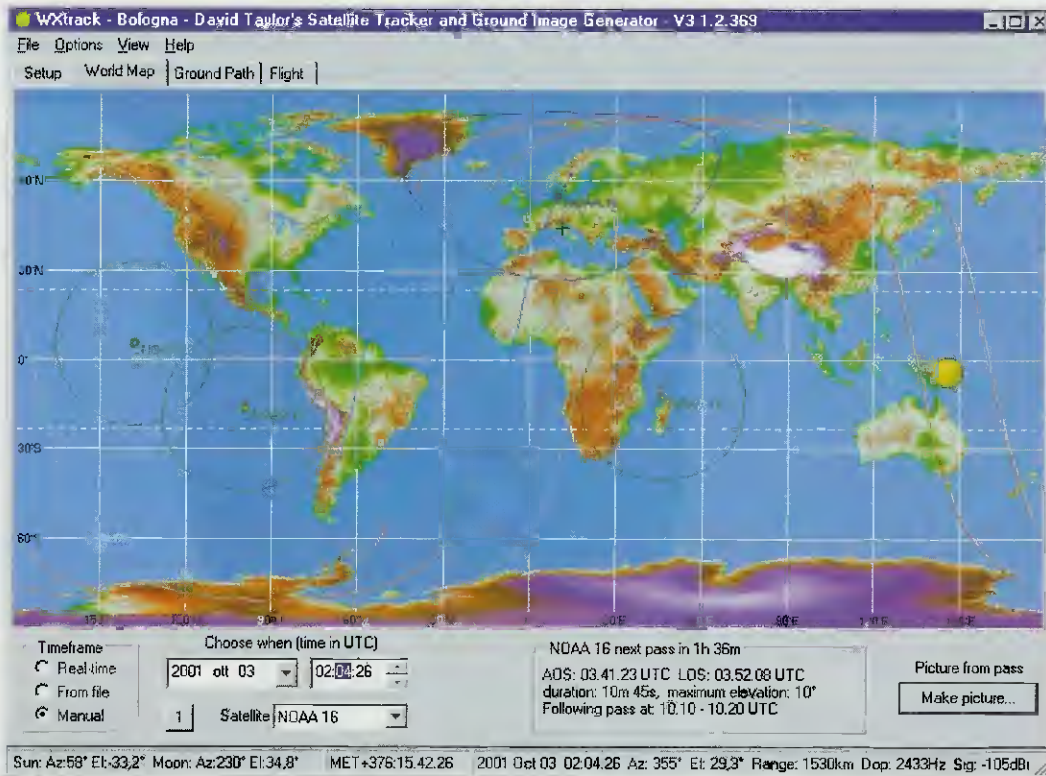 WXtrack - Bologna - David Taylor's Satellite Tracker and Ground Image Generator - V3 1.2.369
File Options View Help
Setup World Map Ground Path Flight
30°N
0°
30°S
60°S
90°E
Timeframe
Real-time
From file
Manual
Choose when (time in UTC)
2001 ott 03 02:04:26
1 Satellite NOAA 16
NOAA 16 next pass in 1h 36m
AOS: 03.41.23 UTC LOS: 03.52.08 UTC
duration: 10m 45s, maximum elevation: 10°
Following pass at: 10.10 - 10.20 UTC
Picture from pass
Make picture...
Sun: Az:58° El:-33,2° Moon: Az:230° El:34,8° MET+376:15.42.26 2001 Oct 03 02.04.26 Az: 355° El: 29,3° Range: 1530km Dop: 2433Hz Sig: -105dBi